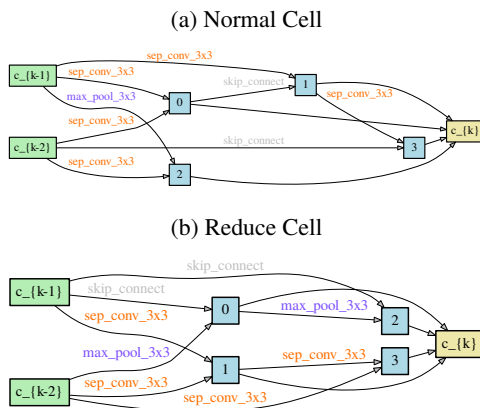 (a) Normal Cell
sep_conv_3x3
c_{k-1}
sep_conv_3x3
skip_connect
1
sep_conv_3x3
max_pool_3x3
0
sep_conv_3x3
c_{k}
c_{k-2}
skip_connect
3
sep_conv_3x3
2
(b) Reduce Cell
skip_connect
c_{k-1}
skip_connect
0
max_pool_3x3
2
sep_conv_3x3
c_{k}
max_pool_3x3
sep_conv_3x3
3
1
c_{k-2}
sep_conv_3x3
sep_conv_3x3